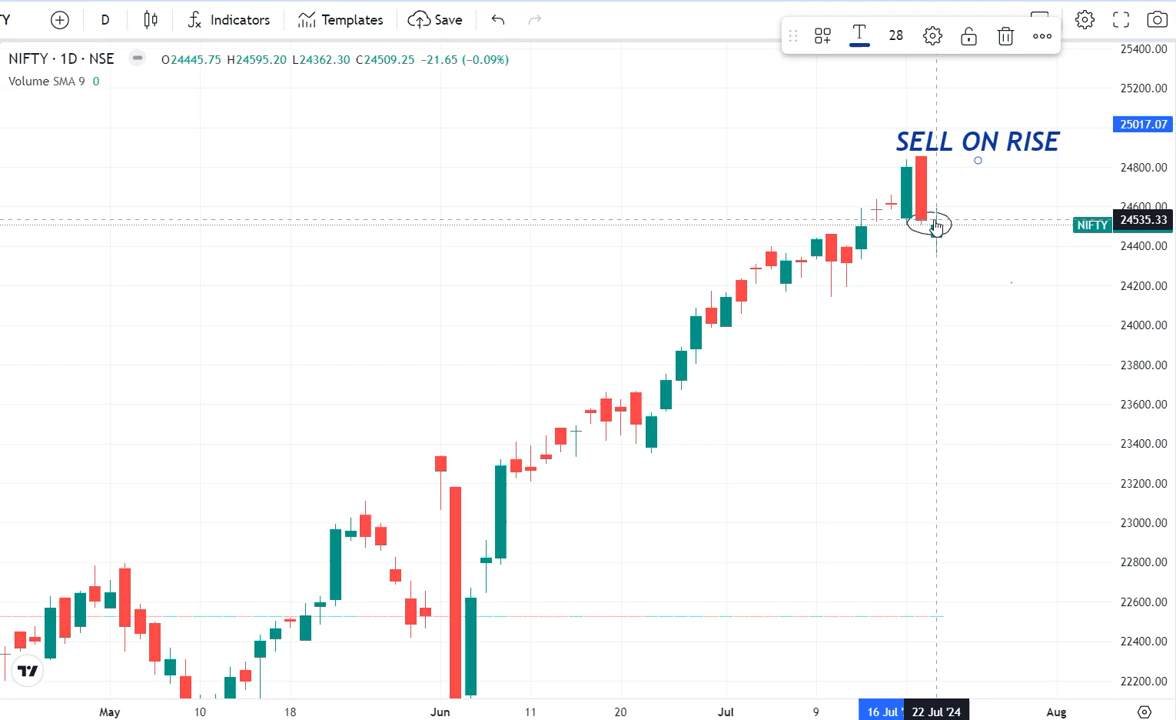 TY D Indicators Templates Save 28
NIFTY · 1D · NSE O24445.75 H24595.20 L24362.30 C24509.25 −21.65 (−0.09%)
Volume SMA 9 0
SELL ON RISE
25400.00
25200.00
25017.07
24800.00
24600.00
NIFTY 24535.33
24400.00
24200.00
24000.00
23800.00
23600.00
23400.00
23200.00
23000.00
22800.00
22600.00
22400.00
22200.00
May 10 18 Jun 11 20 Jul 9 16 Jul 22 Jul '24 Aug